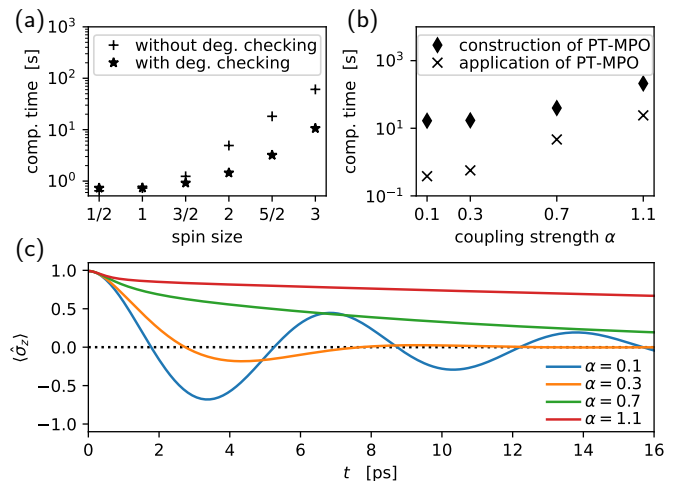 (a)
10³
10²
10¹
10⁰
comp. time [s]
without deg. checking
with deg. checking
1/2 1 3/2 2 5/2 3
spin size
(b)
10³
10¹
10⁻¹
comp. time [s]
construction of PT-MPO
application of PT-MPO
0.1 0.3 0.7 1.1
coupling strength α
(c)
1.0
0.5
0.0
−0.5
−1.0
⟨σ̂z⟩
α = 0.1
α = 0.3
α = 0.7
α = 1.1
0 2 4 6 8 10 12 14 16
t [ps]